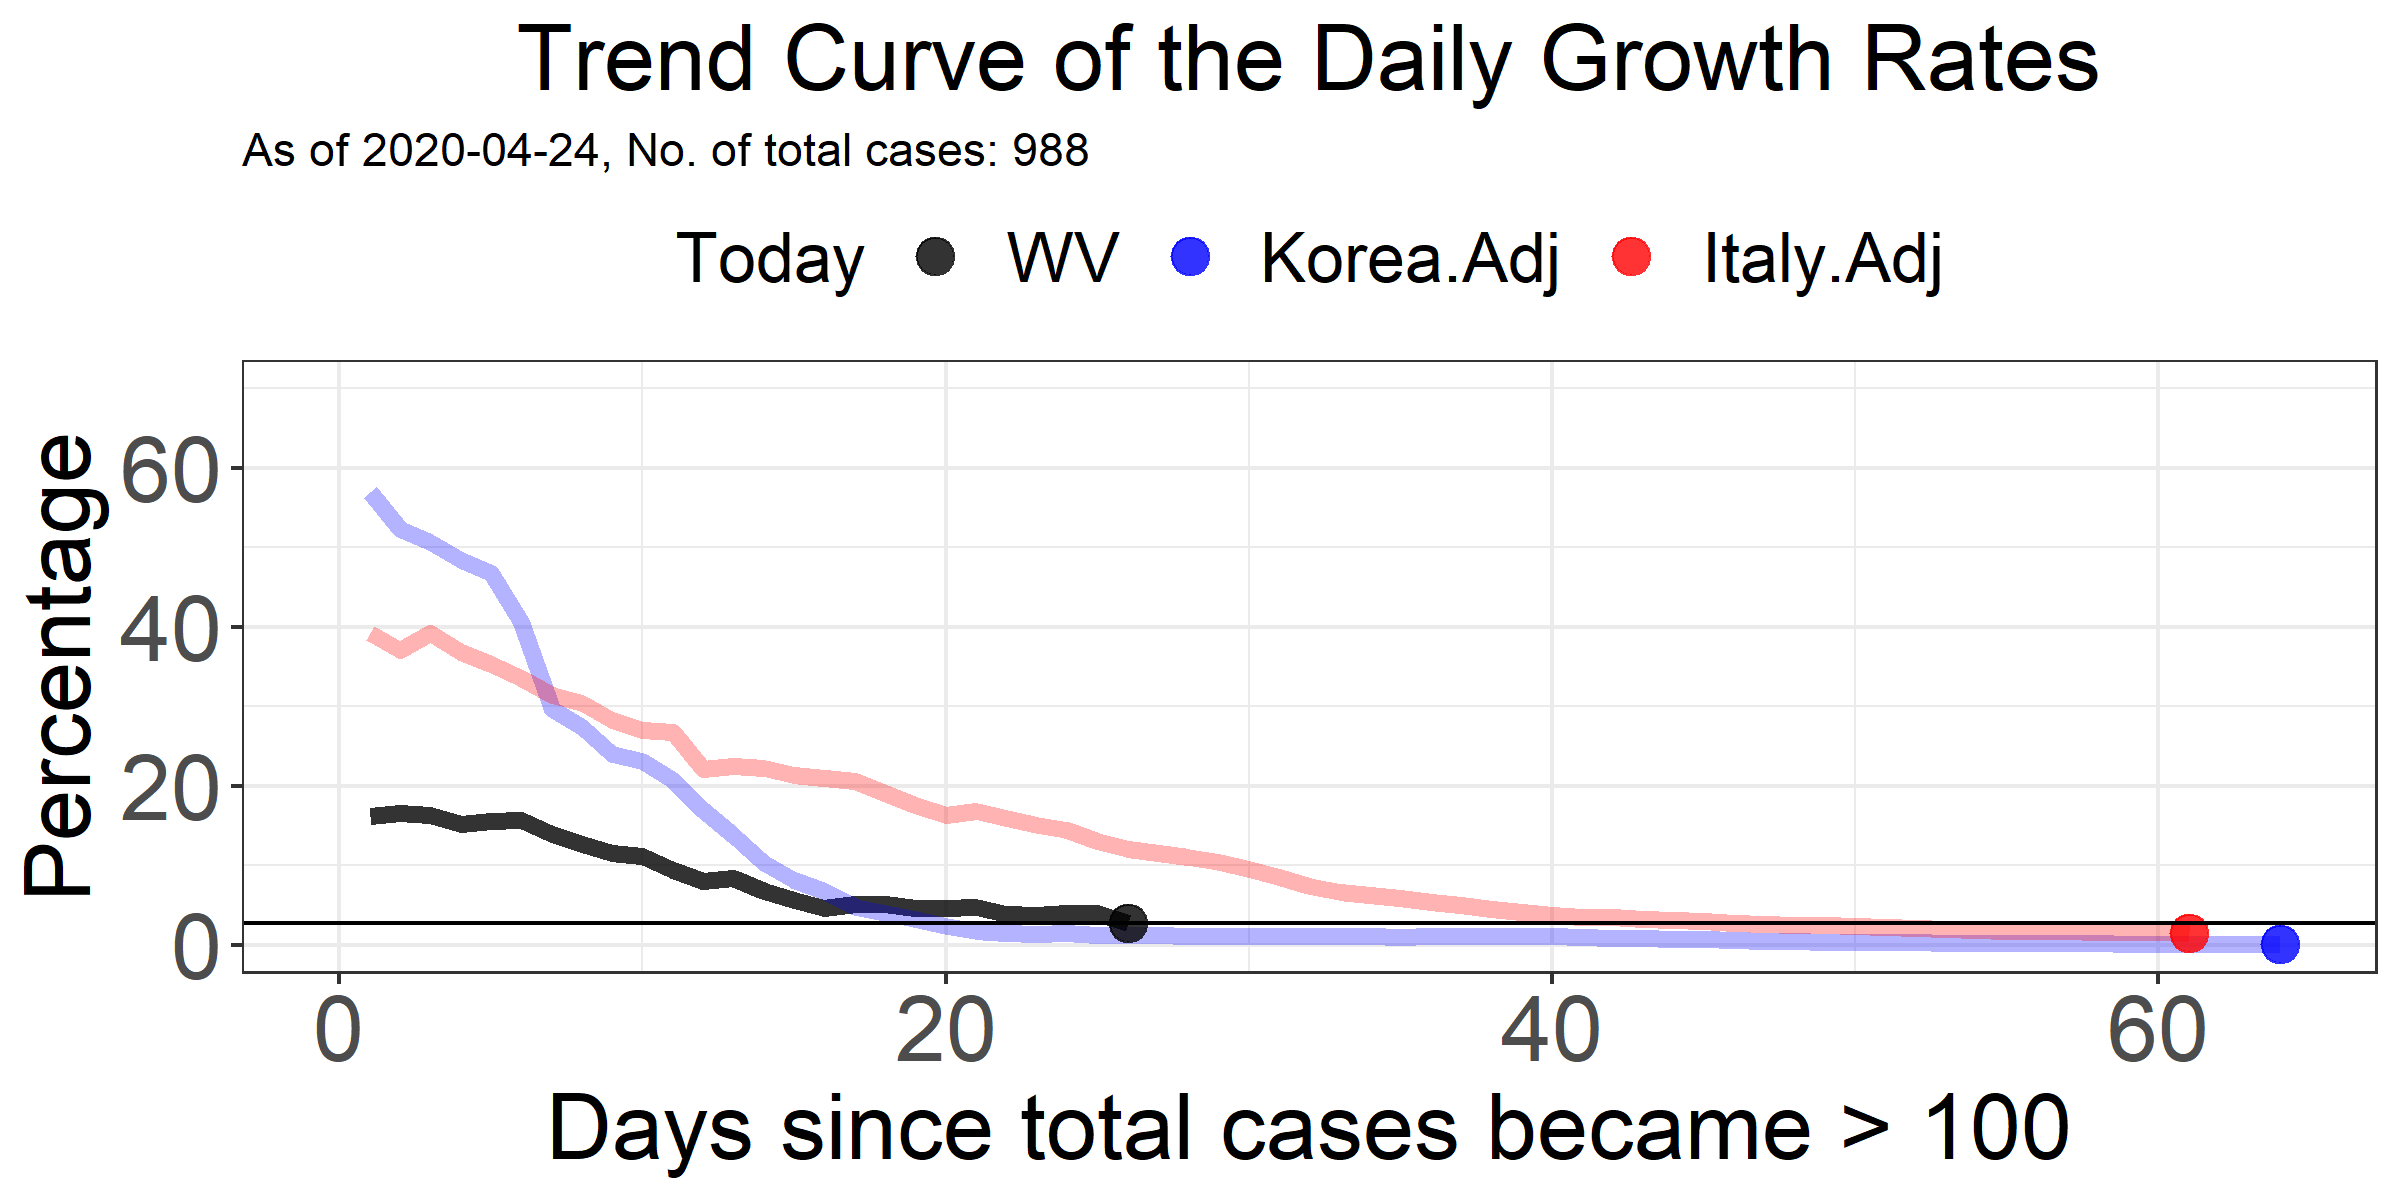 Trend Curve of the Daily Growth Rates
As of 2020-04-24, No. of total cases: 988
Today WV Korea.Adj Italy.Adj
Percentage
60
40
20
0
0 20 40 60
Days since total cases became > 100